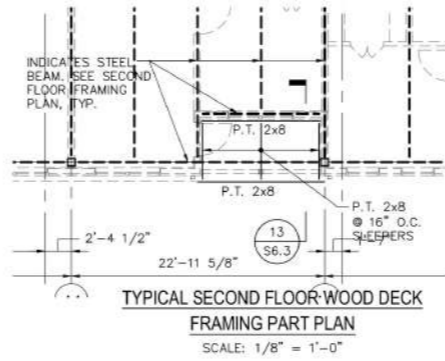 INDICATES STEEL
BEAM. SEE SECOND
FLOOR FRAMING
PLAN, TYP.
P.T. 2x8
P.T. 2x8
P.T. 2x8
@ 16" O.C.
SLEEPERS
13
S6.3
2'-4 1/2"
22'-11 5/8"
TYPICAL SECOND FLOOR WOOD DECK
FRAMING PART PLAN
SCALE: 1/8" = 1'-0"